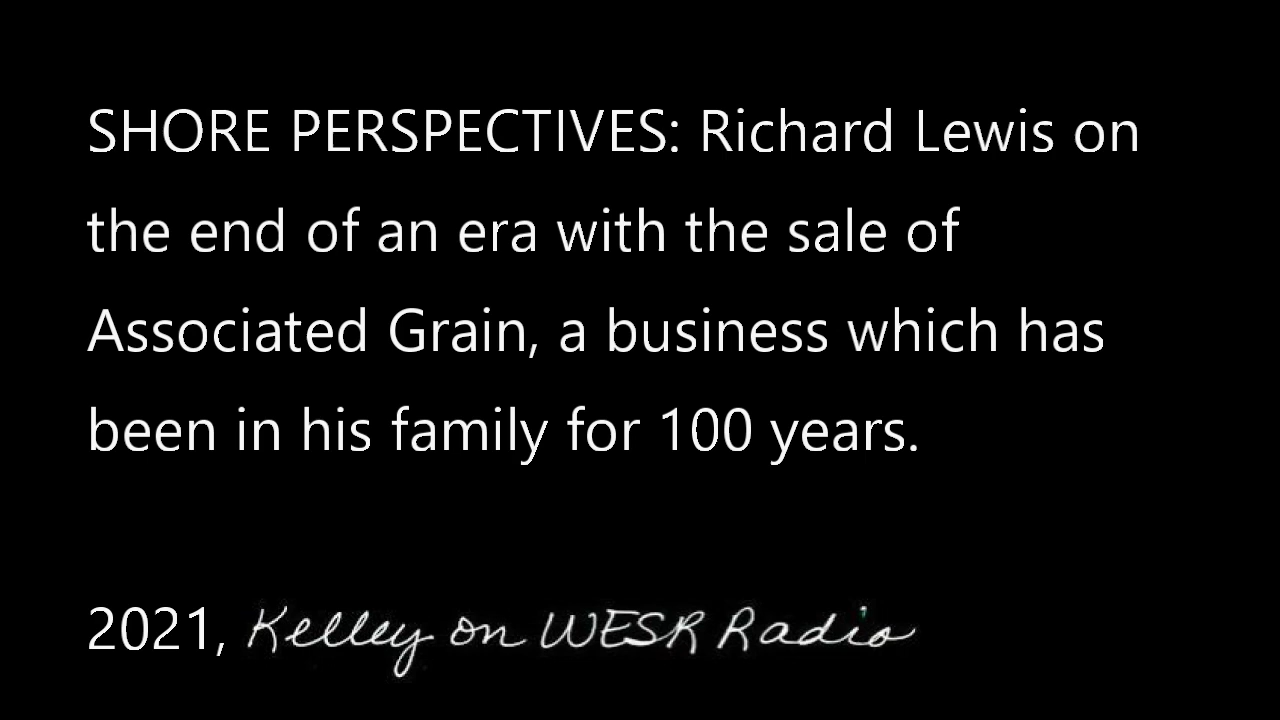 SHORE PERSPECTIVES: Richard Lewis on
the end of an era with the sale of
Associated Grain, a business which has
been in his family for 100 years.
2021, Kelley on WESR Radio